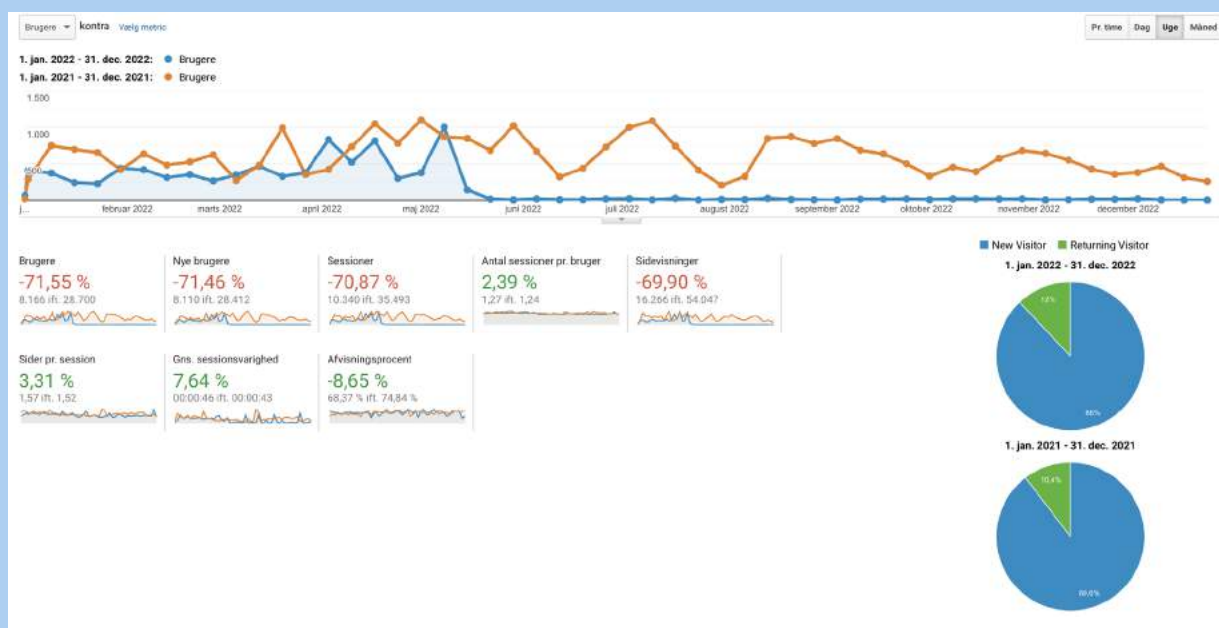 Brugere kontra Vælg metric
Pr. time Dag Uge Måned
1. jan. 2022 - 31. dec. 2022: Brugere
1. jan. 2021 - 31. dec. 2021: Brugere
1.500
1.000
500
j... februar 2022 marts 2022 april 2022 maj 2022 juni 2022 juli 2022 august 2022 september 2022 oktober 2022 november 2022 december 2022
New Visitor Returning Visitor
1. jan. 2022 - 31. dec. 2022
Brugere Nye brugere Sessioner Antal sessioner pr. bruger Sidevisninger
-71,55 % -71,46 % -70,87 % 2,39 % -69,90 %
8.166 ift. 28.700 8.110 ift. 28.412 10.340 ift. 35.493 1,27 ift. 1,24 16.266 ift. 54.047
Sider pr. session Gns. sessionsvarighed Afvisningsprocent
3,31 % 7,64 % -8,65 %
1,57 ift. 1,52 00:00:46 ift. 00:00:43 68,37 % ift. 74,84 %
88%
1. jan. 2021 - 31. dec. 2021
10,4%
89,6%